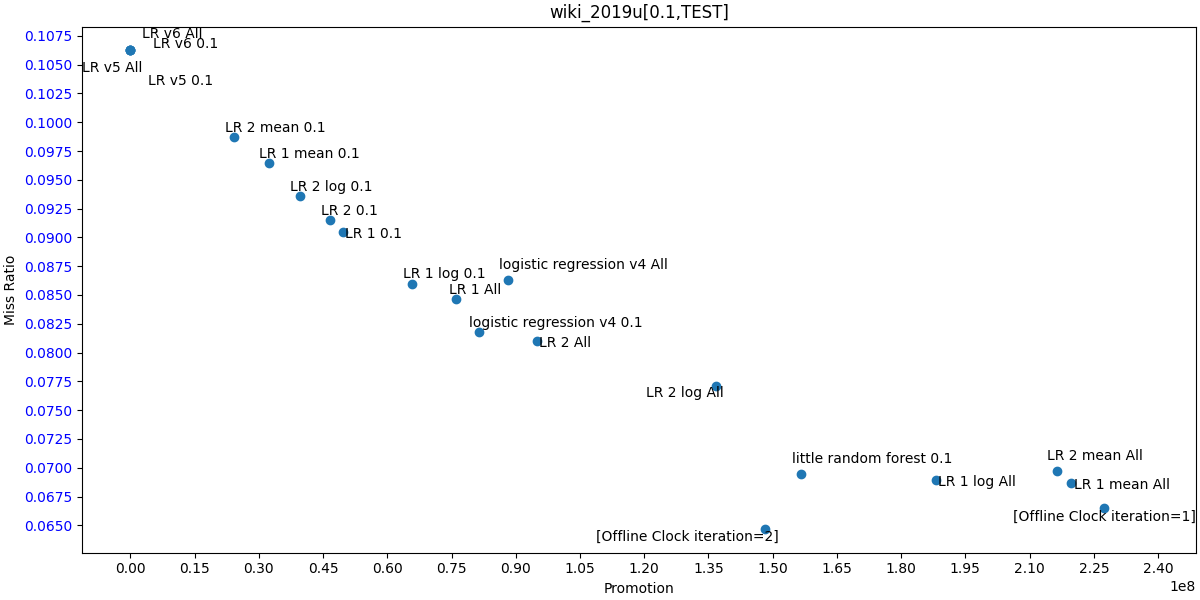 wiki_2019u[0.1,TEST]
0.1075
0.1050
0.1025
0.1000
0.0975
0.0950
0.0925
0.0900
0.0875
0.0850
0.0825
0.0800
0.0775
0.0750
0.0725
0.0700
0.0675
0.0650
Miss Ratio
LR v6 All
LR v6 0.1
LR v5 All
LR v5 0.1
LR 2 mean 0.1
LR 1 mean 0.1
LR 2 log 0.1
LR 2 0.1
LR 1 0.1
logistic regression v4 All
LR 1 log 0.1
LR 1 All
logistic regression v4 0.1
LR 2 All
LR 2 log All
LR 2 mean All
little random forest 0.1
LR 1 log All
LR 1 mean All
[Offline Clock iteration=1]
[Offline Clock iteration=2]
0.00 0.15 0.30 0.45 0.60 0.75 0.90 1.05 1.20 1.35 1.50 1.65 1.80 1.95 2.10 2.25 2.40
1e8
Promotion